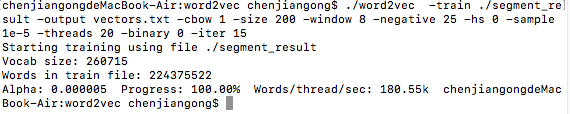 chenjiangongdeMacBook-Air:word2vec chenjiangong$ ./word2vec  -train ./segment_re
sult -output vectors.txt -cbow 1 -size 200 -window 8 -negative 25 -hs 0 -sample
1e-5 -threads 20 -binary 0 -iter 15
Starting training using file ./segment_result
Vocab size: 260715
Words in train file: 224375522
Alpha: 0.000005  Progress: 100.00%  Words/thread/sec: 180.55k  chenjiangongdeMac
Book-Air:word2vec chenjiangong$